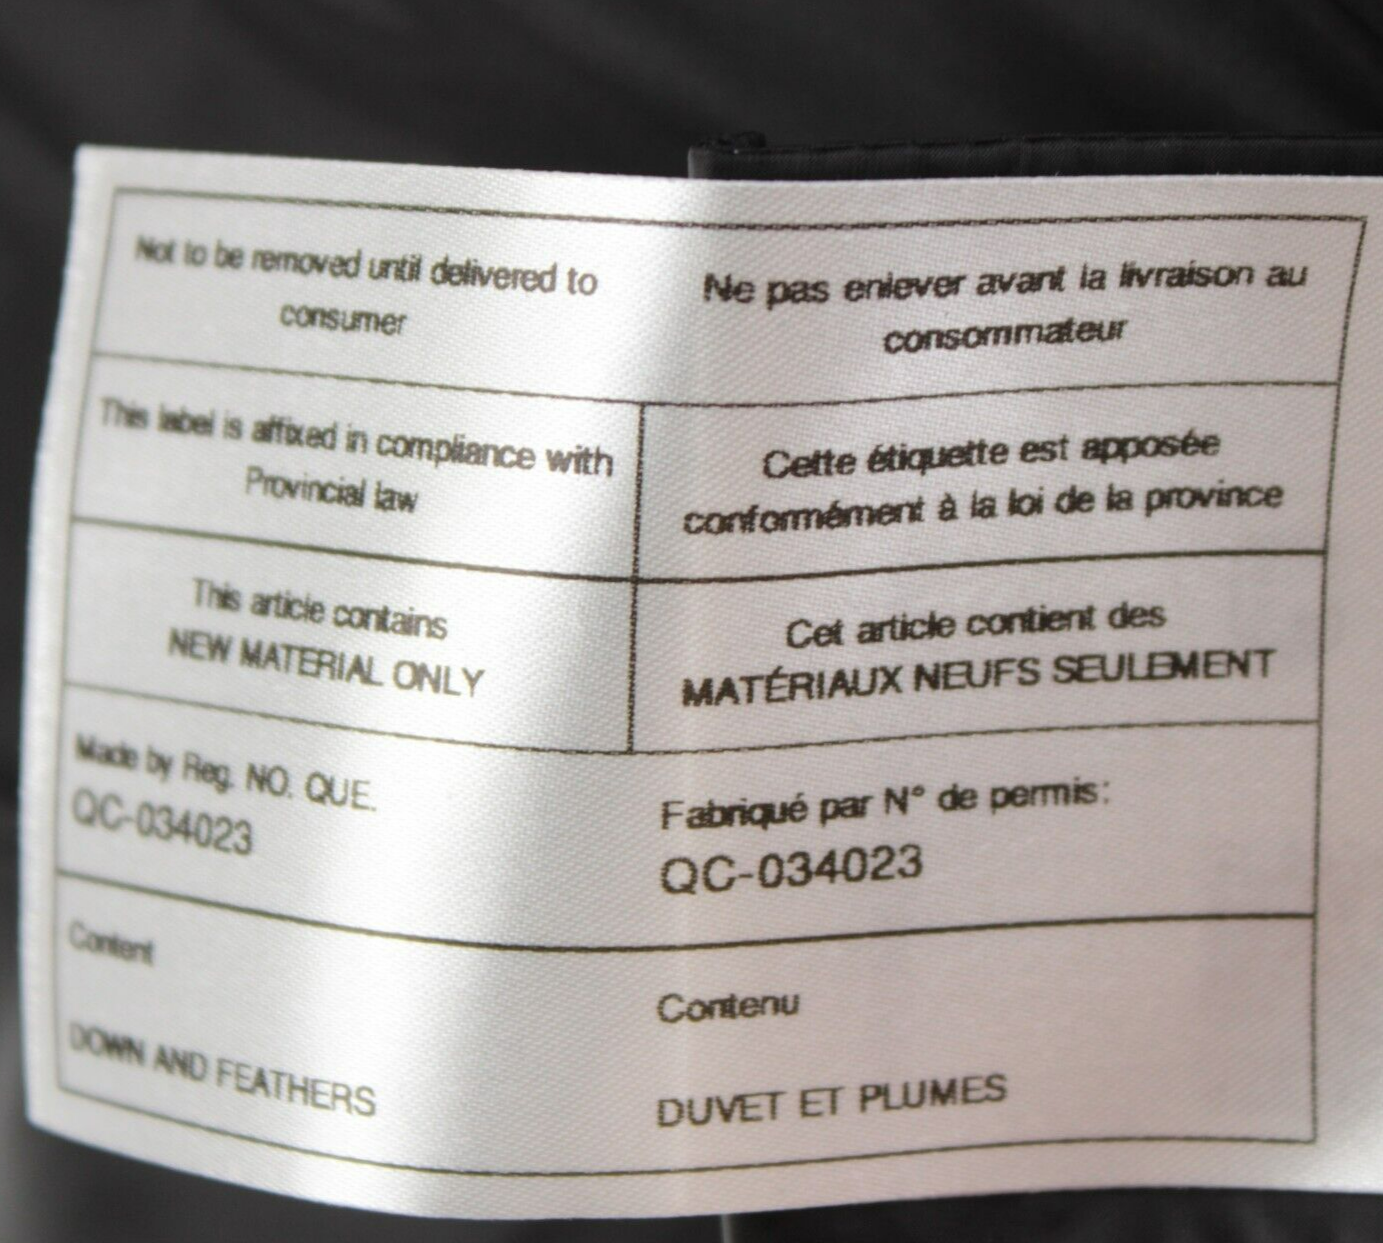 Not to be removed until delivered to
consumer
Ne pas enlever avant la livraison au
consommateur
This label is affixed in compliance with
Provincial law
Cette étiquette est apposée
conformément à la loi de la province
This article contains
NEW MATERIAL ONLY
Cet article contient des
MATÉRIAUX NEUFS SEULEMENT
Made by Reg. NO. QUE.
QC-034023
Fabriqué par N° de permis:
QC-034023
Content
DOWN AND FEATHERS
Contenu
DUVET ET PLUMES